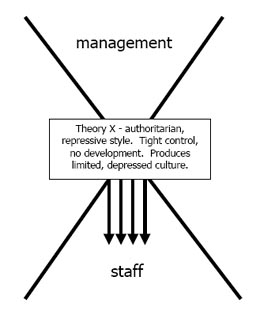 management
Theory X - authoritarian,
repressive style. Tight control,
no development. Produces
limited, depressed culture.
staff